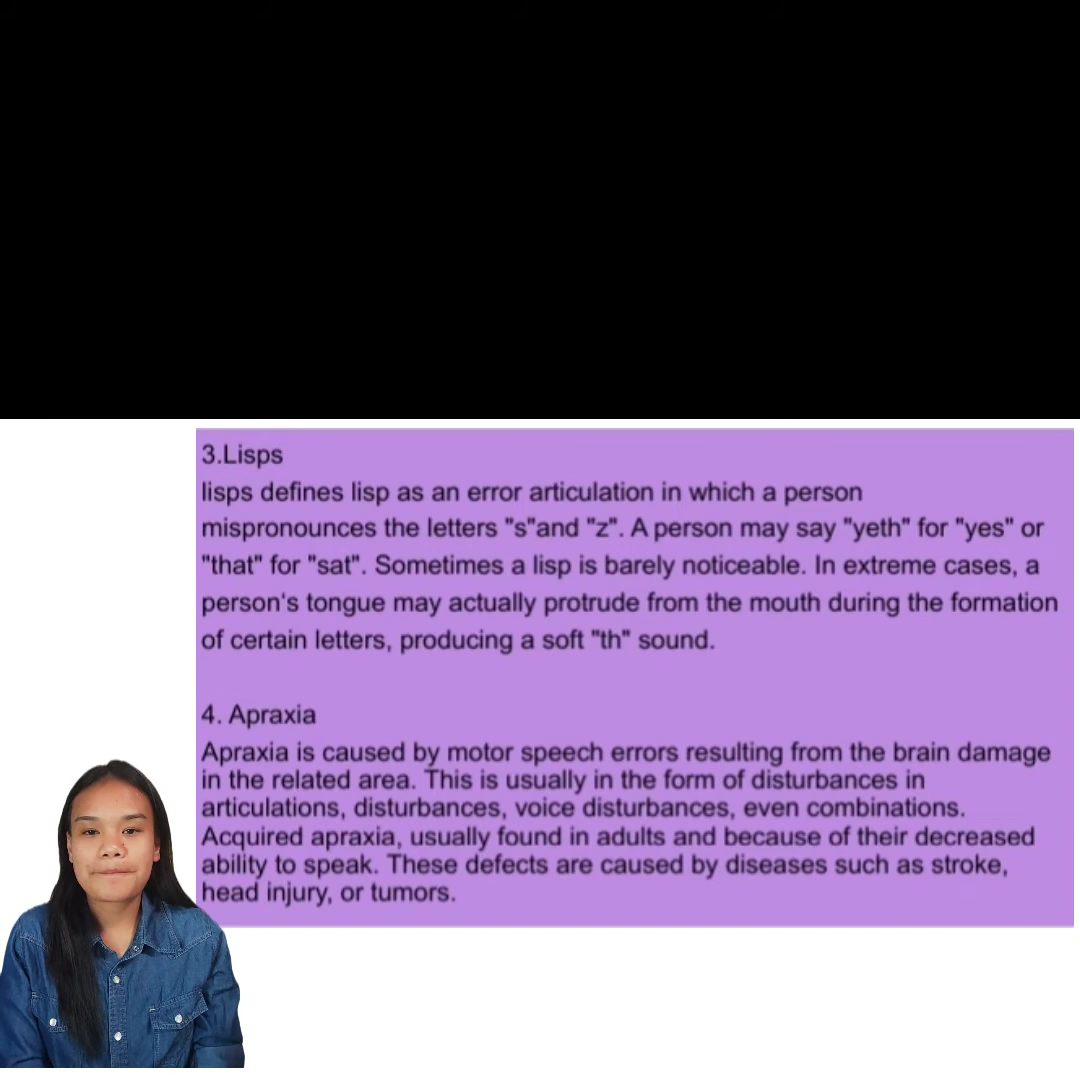 3.Lisps
lisps defines lisp as an error articulation in which a person
mispronounces the letters "s"and "z". A person may say "yeth" for "yes" or
"that" for "sat". Sometimes a lisp is barely noticeable. In extreme cases, a
person's tongue may actually protrude from the mouth during the formation
of certain letters, producing a soft "th" sound.
4. Apraxia
Apraxia is caused by motor speech errors resulting from the brain damage
in the related area. This is usually in the form of disturbances in
articulations, disturbances, voice disturbances, even combinations.
Acquired apraxia, usually found in adults and because of their decreased
ability to speak. These defects are caused by diseases such as stroke,
head injury, or tumors.